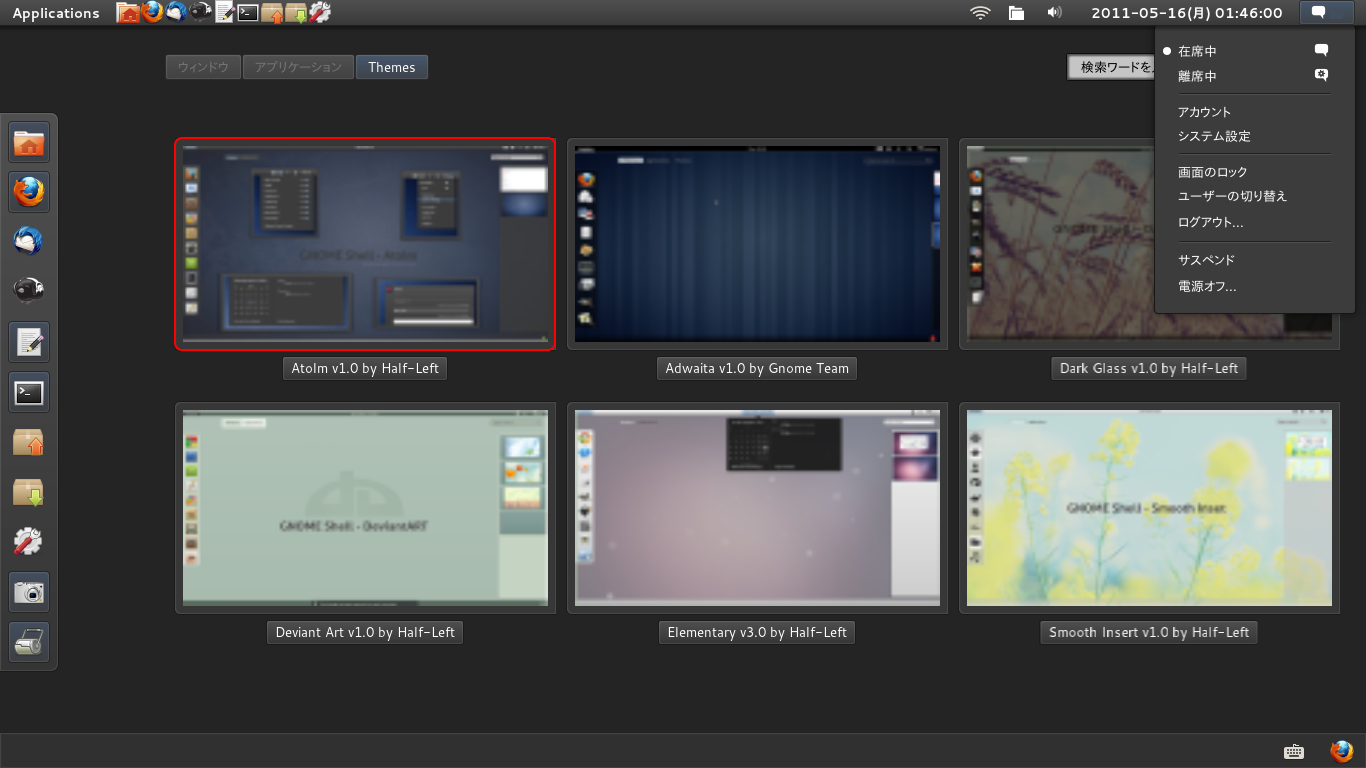 Applications
2011-05-16(月) 01:46:00
ウィンドウ
アプリケーション
Themes
検索ワードを
在席中
離席中
アカウント
システム設定
画面のロック
ユーザーの切り替え
ログアウト...
サスペンド
電源オフ...
GNOME Shell - Atolm
Atolm v1.0 by Half-Left
Adwaita v1.0 by Gnome Team
Dark Glass v1.0 by Half-Left
GNOME Shell - DeviantART
GNOME Shell - Smooth Inset
Deviant Art v1.0 by Half-Left
Elementary v3.0 by Half-Left
Smooth Insert v1.0 by Half-Left